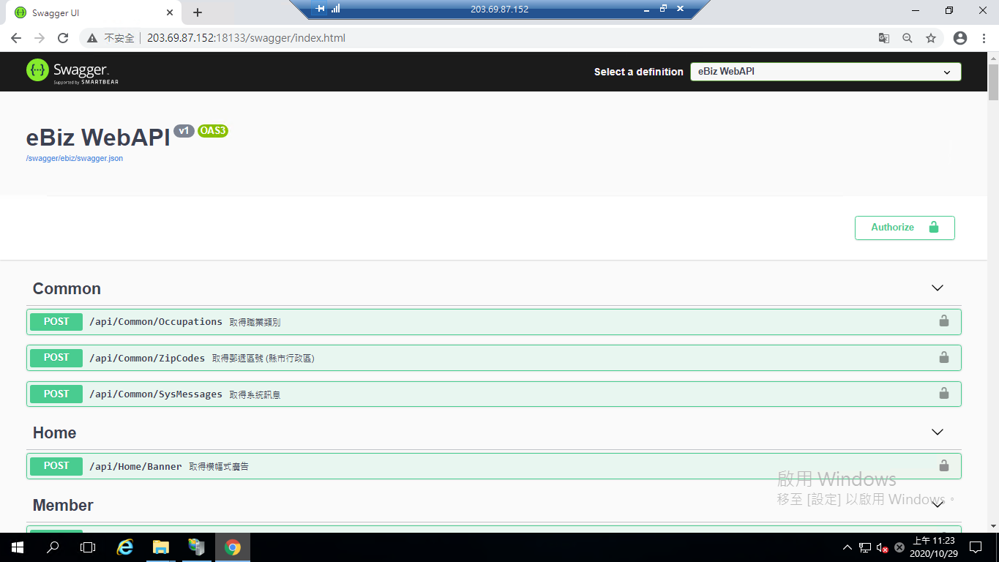 Swagger UI
203.69.87.152
不安全
203.69.87.152:18133/swagger/index.html
Swagger
Supported by SMARTBEAR
Select a definition
eBiz WebAPI
eBiz WebAPI v1 OAS3
/swagger/ebiz/swagger.json
Authorize
Common
POST /api/Common/Occupations 取得職業類別
POST /api/Common/ZipCodes 取得郵遞區號 (縣市行政區)
POST /api/Common/SysMessages 取得系統訊息
Home
POST /api/Home/Banner 取得橫幅式廣告
啟用 Windows
移至 [設定] 以啟用 Windows。
Member
上午 11:23
2020/10/29